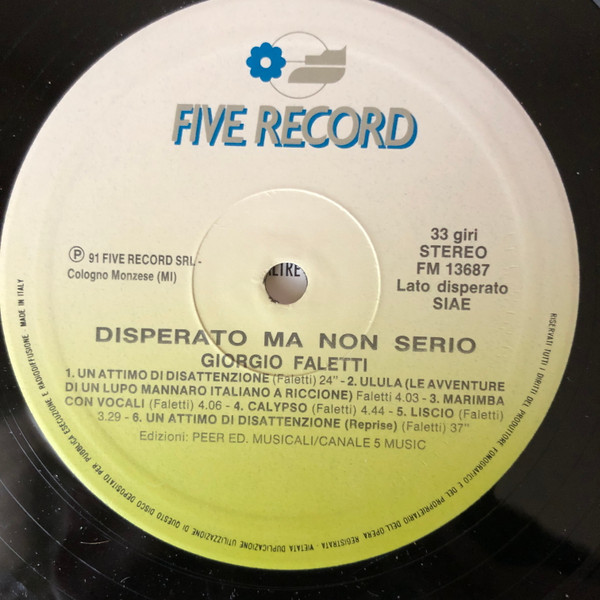 FIVE RECORD
Ⓟ 91 FIVE RECORD SRL -
Cologno Monzese (MI)
LTRE
33 giri
STEREO
FM 13687
Lato disperato
SIAE
DISPERATO MA NON SERIO
GIORGIO FALETTI
1. UN ATTIMO DI DISATTENZIONE (Faletti) 24" - 2. ULULA (LE AVVENTURE
DI UN LUPO MANNARO ITALIANO A RICCIONE) Faletti 4.03 - 3. MARIMBA
CON VOCALI (Faletti) 4.06 - 4. CALYPSO (Faletti) 4.44 - 5. LISCIO (Faletti)
3.29 - 6. UN ATTIMO DI DISATTENZIONE (Reprise) (Faletti) 37"
Edizioni: PEER ED. MUSICALI/CANALE 5 MUSIC
RISERVATI TUTTI I DIRITTI DEL PRODUTTORE FONOGRAFICO E DEL PROPRIETARIO DELL'OPERA REGISTRATA - VIETATA DUPLICAZIONE UTILIZZAZIONE DI QUESTO DISCO DEPOSITATO PER PUBBLICA ESECUZIONE E RADIODIFFUSIONE. MADE IN ITALY